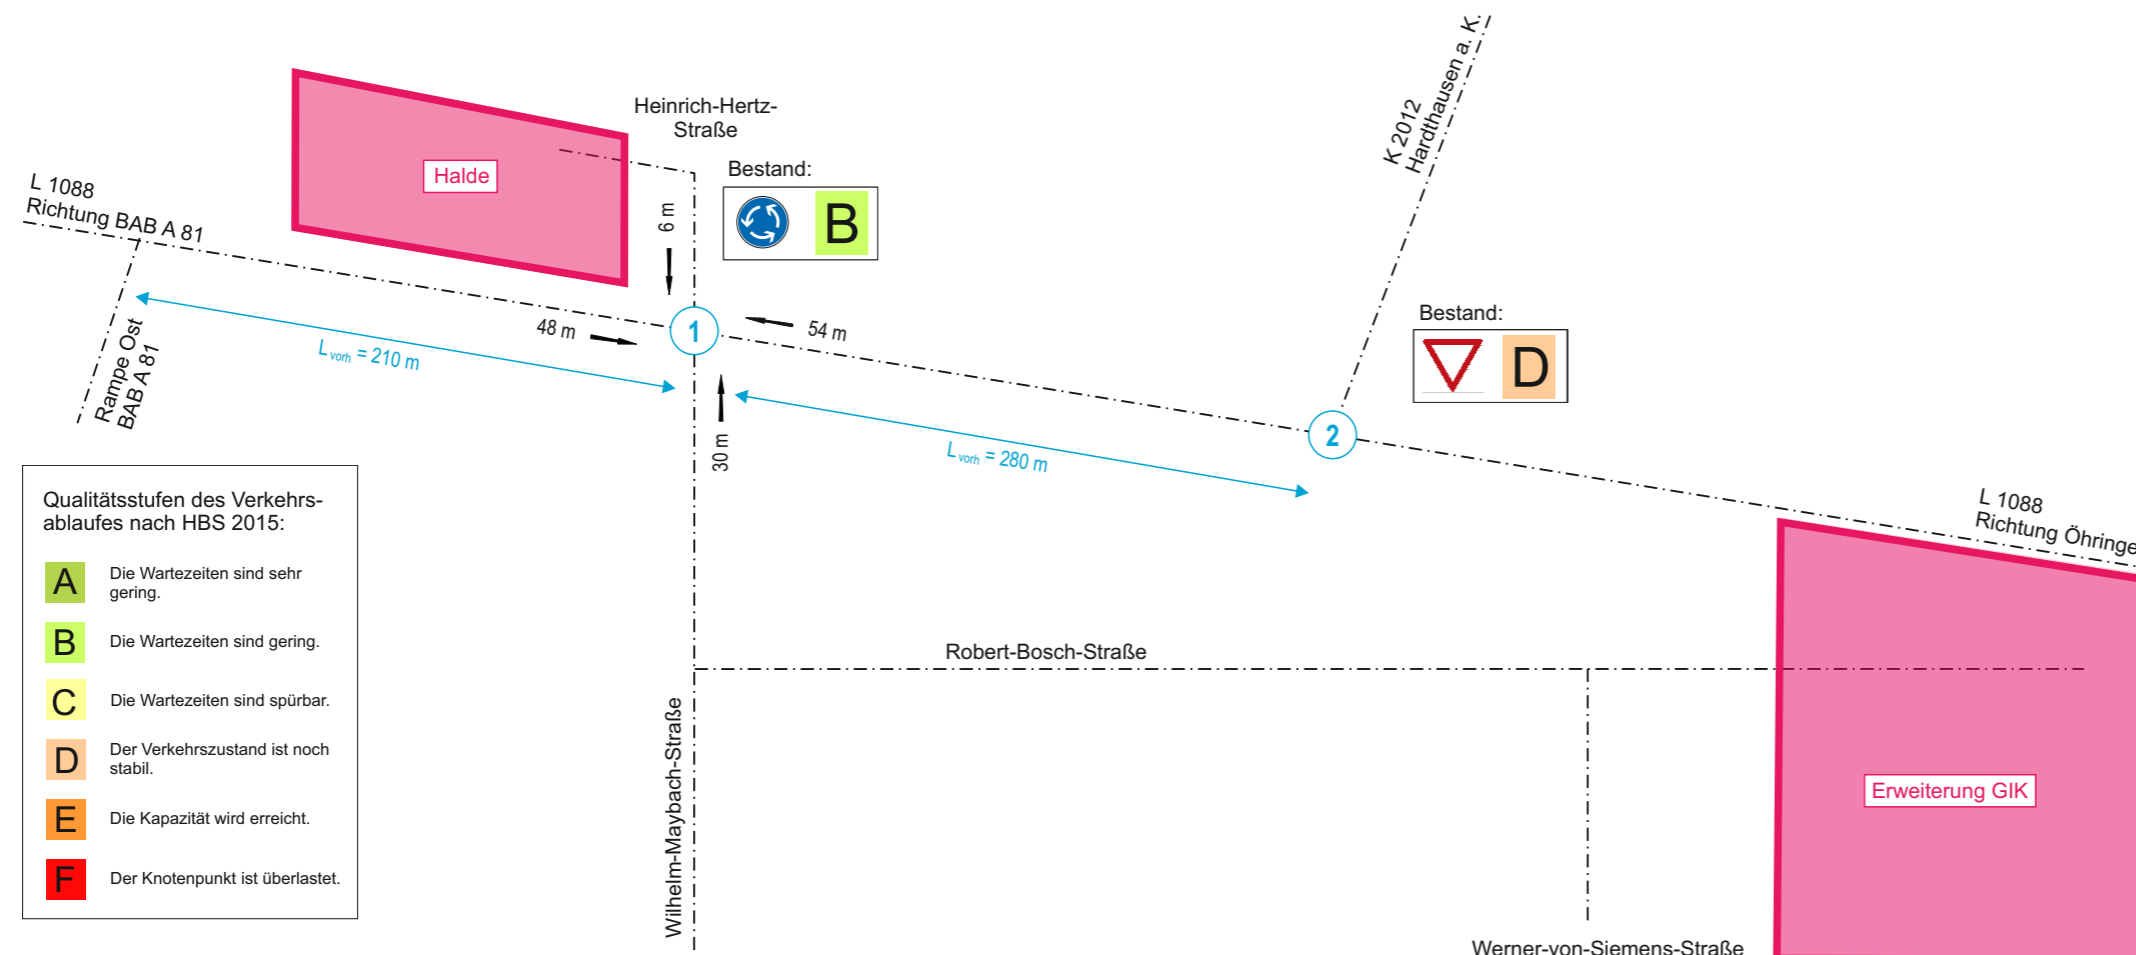 Heinrich-Hertz-
Straße
Halde
Bestand:
B
6 m
L 1088
Richtung BAB A 81
Rampe Ost
BAB A 81
L vorh = 210 m
48 m
1
54 m
30 m
L vorh = 280 m
K 2012
Hardthausen a. K.
Bestand:
D
2
L 1088
Richtung Öhringe
Qualitätsstufen des Verkehrs-
ablaufes nach HBS 2015:
A
Die Wartezeiten sind sehr
gering.
B
Die Wartezeiten sind gering.
C
Die Wartezeiten sind spürbar.
D
Der Verkehrszustand ist noch
stabil.
E
Die Kapazität wird erreicht.
F
Der Knotenpunkt ist überlastet.
Robert-Bosch-Straße
Wilhelm-Maybach-Straße
Erweiterung GIK
Werner-von-Siemens-Straße